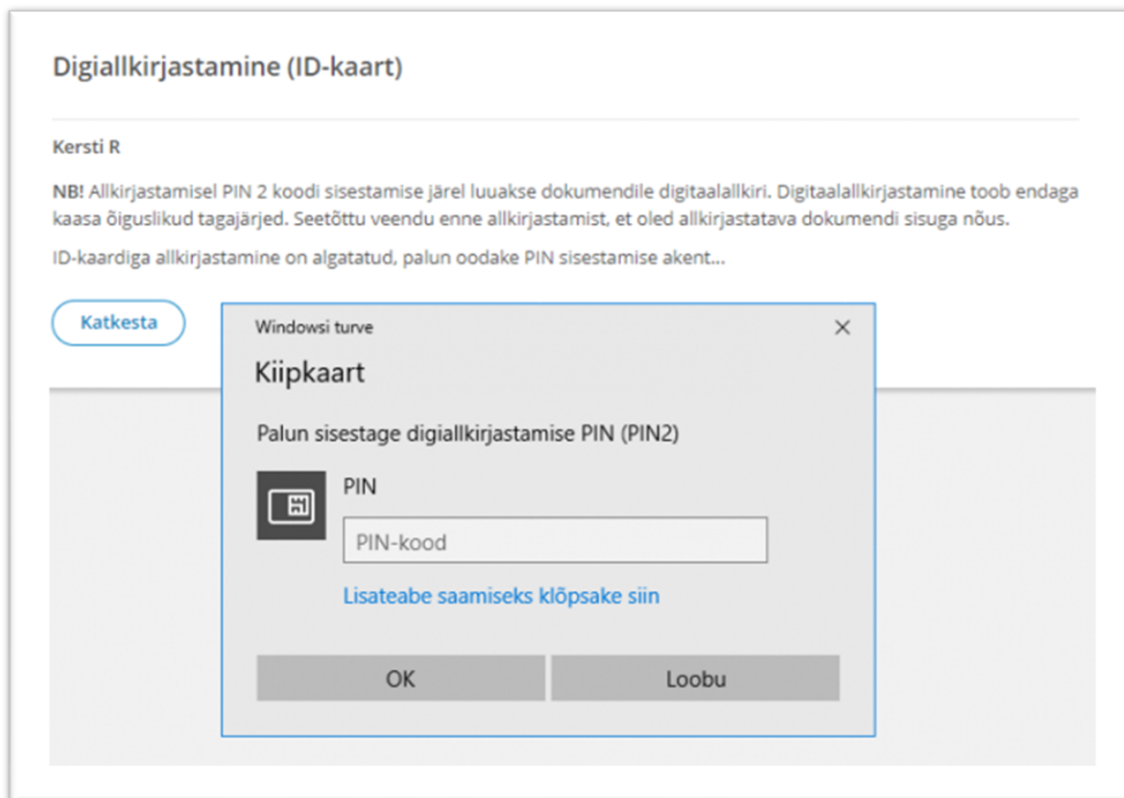 Digiallkirjastamine (ID-kaart)
Kersti R
NB! Allkirjastamisel PIN 2 koodi sisestamise järel luuakse dokumendile digitaalallkiri. Digitaalallkirjastamine toob endaga
kaasa õiguslikud tagajärjed. Seetõttu veendu enne allkirjastamist, et oled allkirjastatava dokumendi sisuga nõus.
ID-kaardiga allkirjastamine on algatatud, palun oodake PIN sisestamise akent...
Katkesta
Windowsi turve
Kiipkaart
Palun sisestage digiallkirjastamise PIN (PIN2)
PIN
PIN-kood
Lisateabe saamiseks klõpsake siin
OK
Loobu